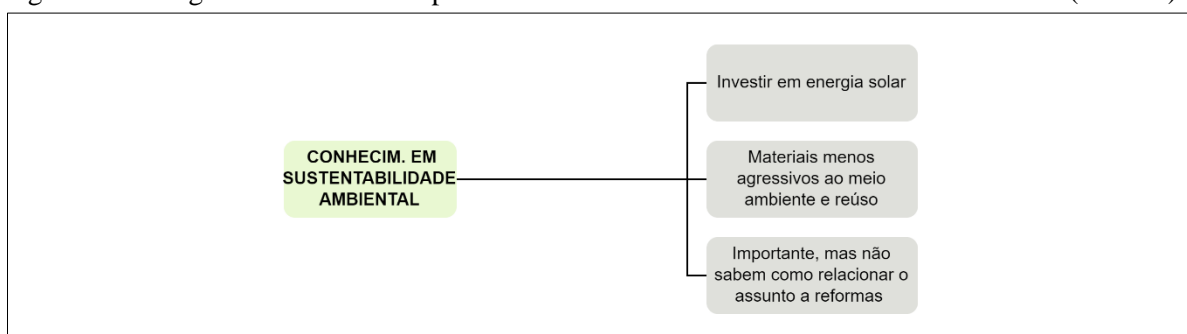 Investir em energia solar
CONHECIM. EM
SUSTENTABILIDADE
AMBIENTAL
Materiais menos
agressivos ao meio
ambiente e reúso
Importante, mas não
sabem como relacionar o
assunto a reformas